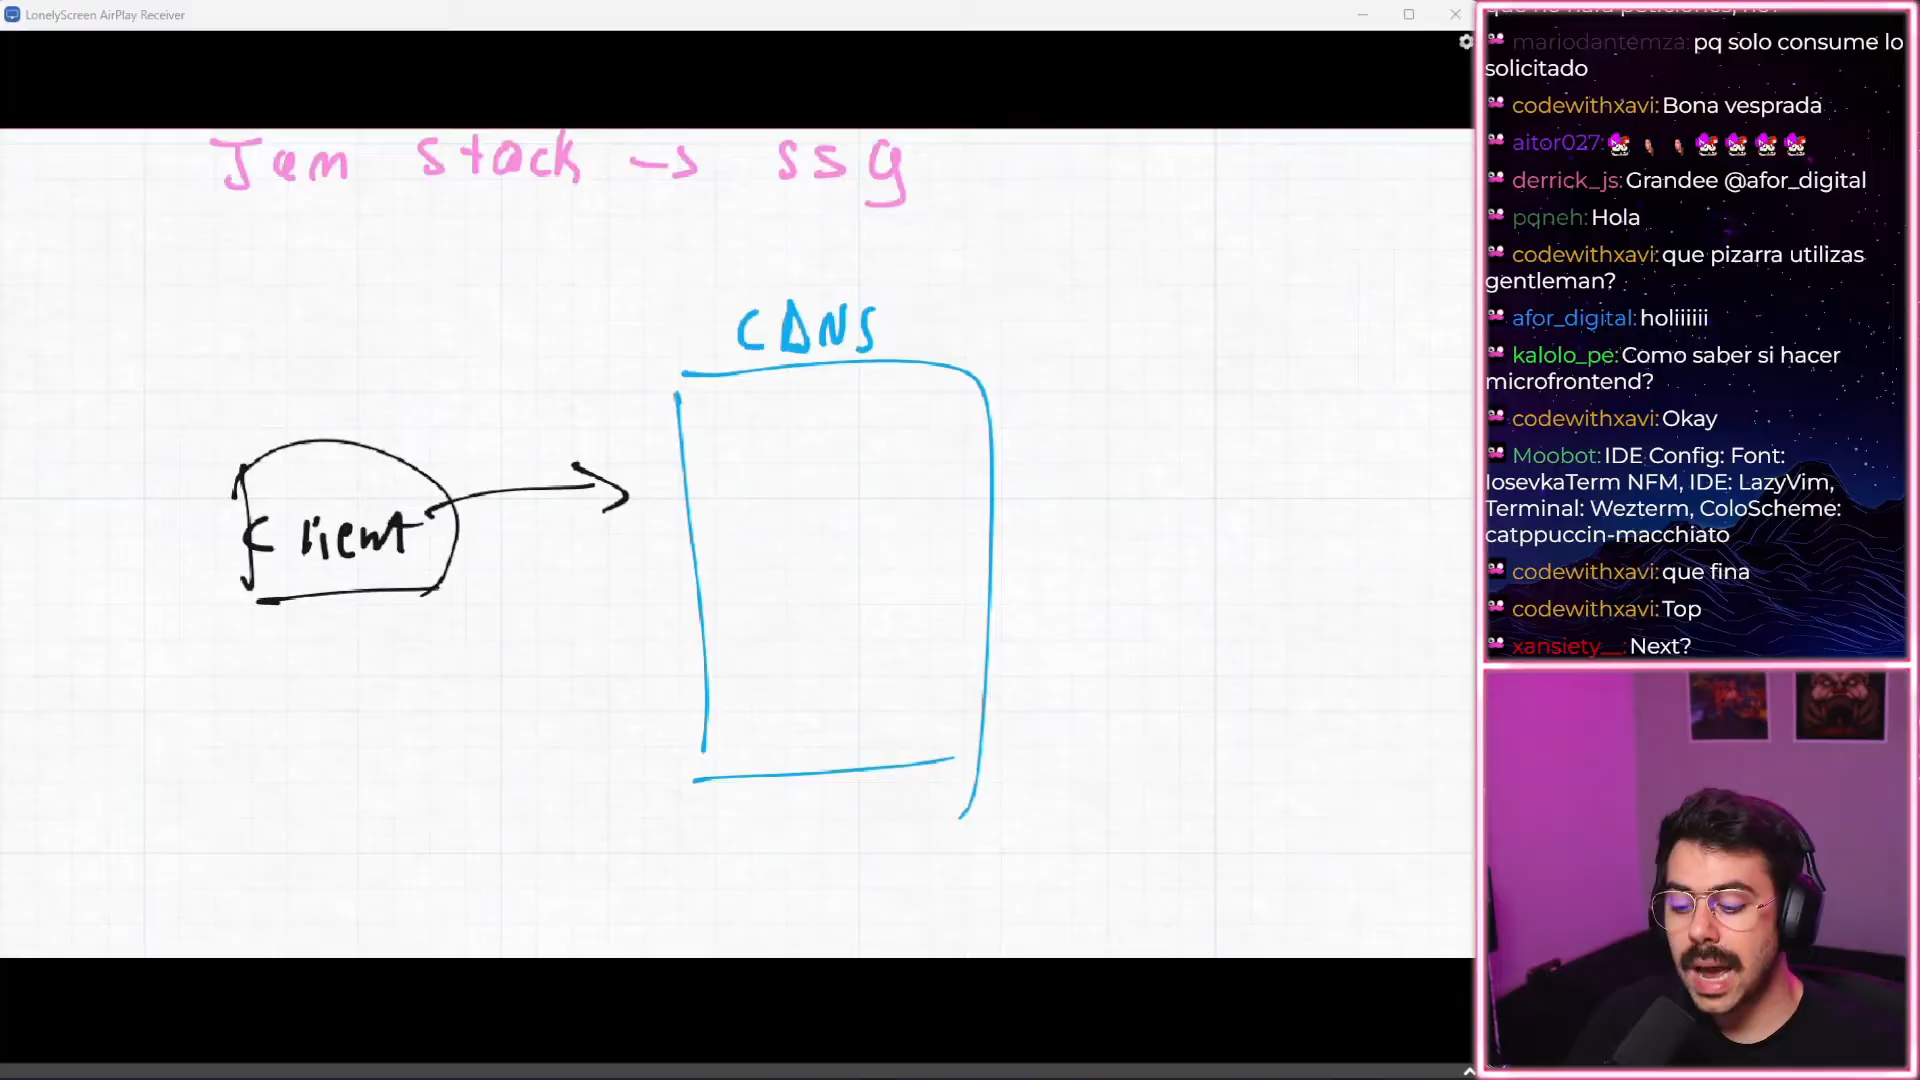 LonelyScreen AirPlay Receiver
Jam stack -> ssg
CDNS
Client
mariodantemza: pq solo consume lo
solicitado
codewithxavi: Bona vesprada
aitor027:
derrick_js: Grandee @afor_digital
pqneh: Hola
codewithxavi: que pizarra utilizas
gentleman?
afor_digital: holiiiiii
kalolo_pe: Como saber si hacer
microfrontend?
codewithxavi: Okay
Moobot: IDE Config: Font:
IosevkaTerm NFM, IDE: LazyVim,
Terminal: Wezterm, ColoScheme:
catppuccin-macchiato
codewithxavi: que fina
codewithxavi: Top
xansiety__: Next?